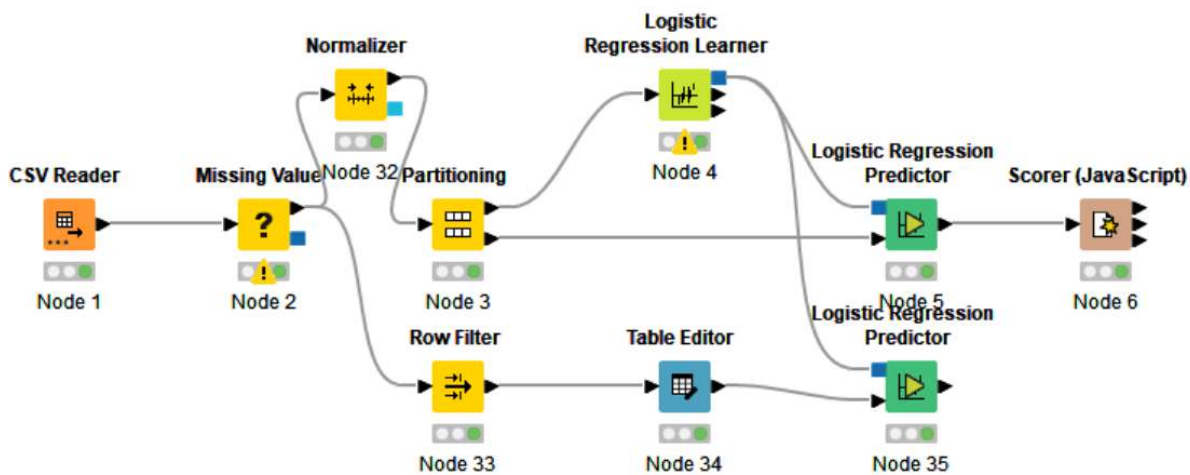 Logistic
Regression Learner
Normalizer
Node 32
Node 4
CSV Reader
Missing Value
?
Partitioning
Logistic Regression
Predictor
Scorer (JavaScript)
Node 1
Node 2
Node 3
Node 5
Node 6
Row Filter
Table Editor
Logistic Regression
Predictor
Node 33
Node 34
Node 35